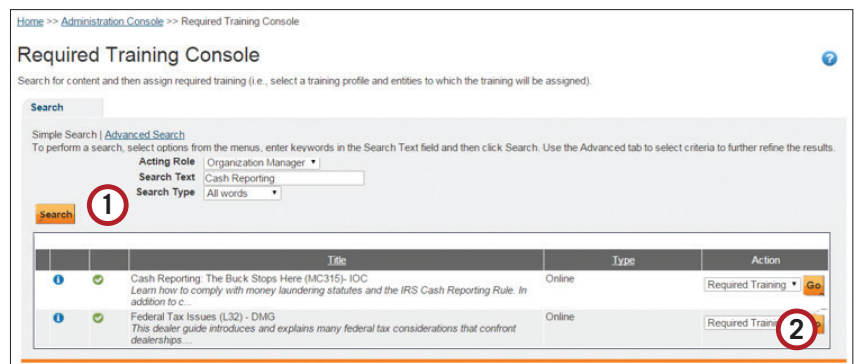 Home >> Administration Console >> Required Training Console
Required Training Console
?
Search for content and then assign required training (i.e., select a training profile and entities to which the training will be assigned).
Search
Simple Search | Advanced Search
To perform a search, select options from the menus, enter keywords in the Search Text field and then click Search. Use the Advanced tab to select criteria to further refine the results.
Acting Role Organization Manager
Search Text Cash Reporting
Search Type All words
Search
1
Title Type Action
Cash Reporting: The Buck Stops Here (MC315)- IOC Online Required Training Go
Learn how to comply with money laundering statutes and the IRS Cash Reporting Rule. In
addition to c...
Federal Tax Issues (L32) - DMG Online Required
This dealer guide introduces and explains many federal tax considerations that confront
dealerships....
2